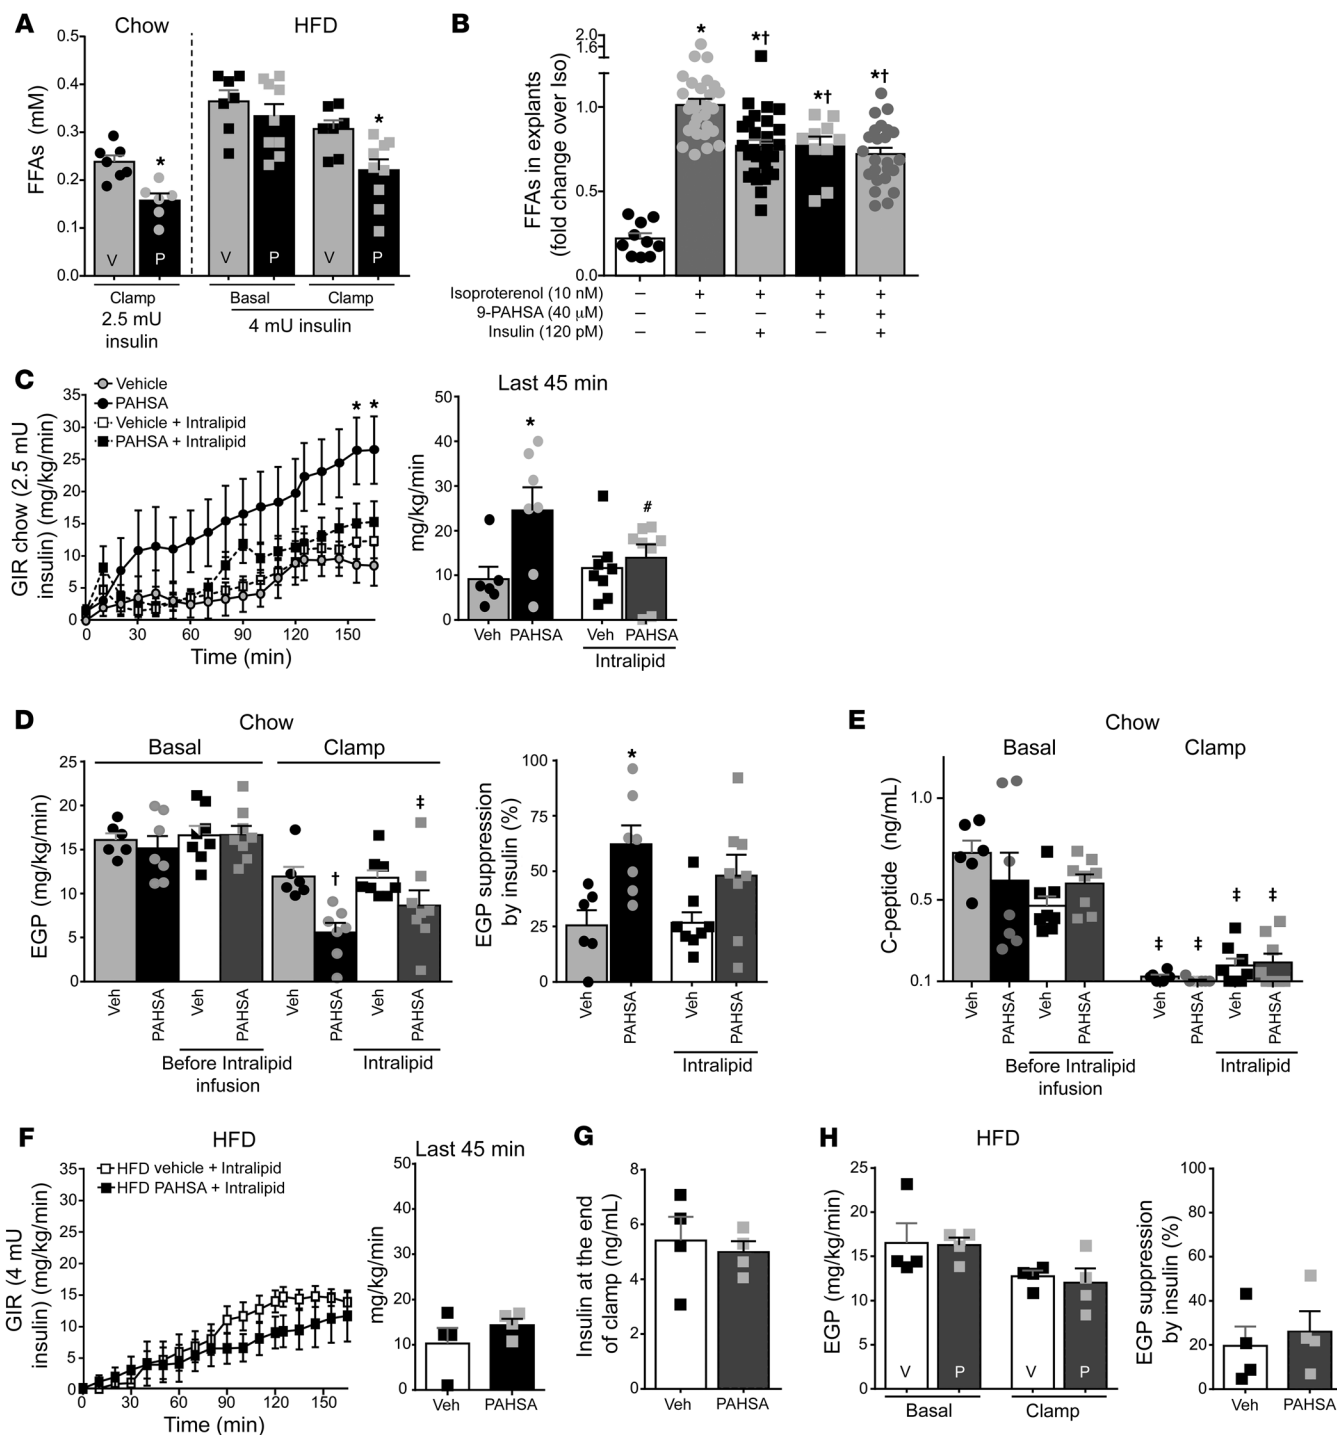 A
Chow
HFD
FFAs (mM)
0.5
0.4
0.3
0.2
0.1
0.0
*
*
V
P
V
P
V
P
Clamp
Basal
Clamp
2.5 mU
insulin
4 mU insulin
B
FFAs in explants
(fold change over Iso)
2.0
1.6
1.0
0.5
0.0
*
*†
*†
*†
Isoproterenol (10 nM) – + + + +
9-PAHSA (40 μM) – – – + +
Insulin (120 pM) – – + – +
C
GIR chow (2.5 mU
insulin) (mg/kg/min)
35
30
25
20
15
10
5
0
Vehicle
PAHSA
Vehicle + Intralipid
PAHSA + Intralipid
* *
0 30 60 90 120 150
Time (min)
Last 45 min
mg/kg/min
50
40
30
20
10
0
*
#
Veh PAHSA Veh PAHSA
Intralipid
D
Chow
Basal
Clamp
EGP (mg/kg/min)
25
20
15
10
5
0
†
‡
Veh PAHSA Veh PAHSA Veh PAHSA Veh PAHSA
Before Intralipid
infusion
Intralipid
EGP suppression
by insulin (%)
100
75
50
25
0
*
Veh PAHSA Veh PAHSA
Intralipid
E
Chow
Basal
Clamp
C-peptide (ng/mL)
1.0
0.5
0.1
‡ ‡ ‡ ‡
Veh PAHSA Veh PAHSA Veh PAHSA Veh PAHSA
Before Intralipid
infusion
Intralipid
F
HFD
GIR (4 mU
insulin) (mg/kg/min)
35
30
25
20
15
10
5
0
HFD vehicle + Intralipid
HFD PAHSA + Intralipid
0 30 60 90 120 150
Time (min)
Last 45 min
mg/kg/min
50
40
30
20
10
0
Veh PAHSA
G
Insulin at the end
of clamp (ng/mL)
8
6
4
2
0
Veh PAHSA
H
HFD
EGP (mg/kg/min)
25
20
15
10
5
0
V
P
V
P
Basal
Clamp
EGP suppression
by insulin (%)
100
80
60
40
20
0
Veh PAHSA